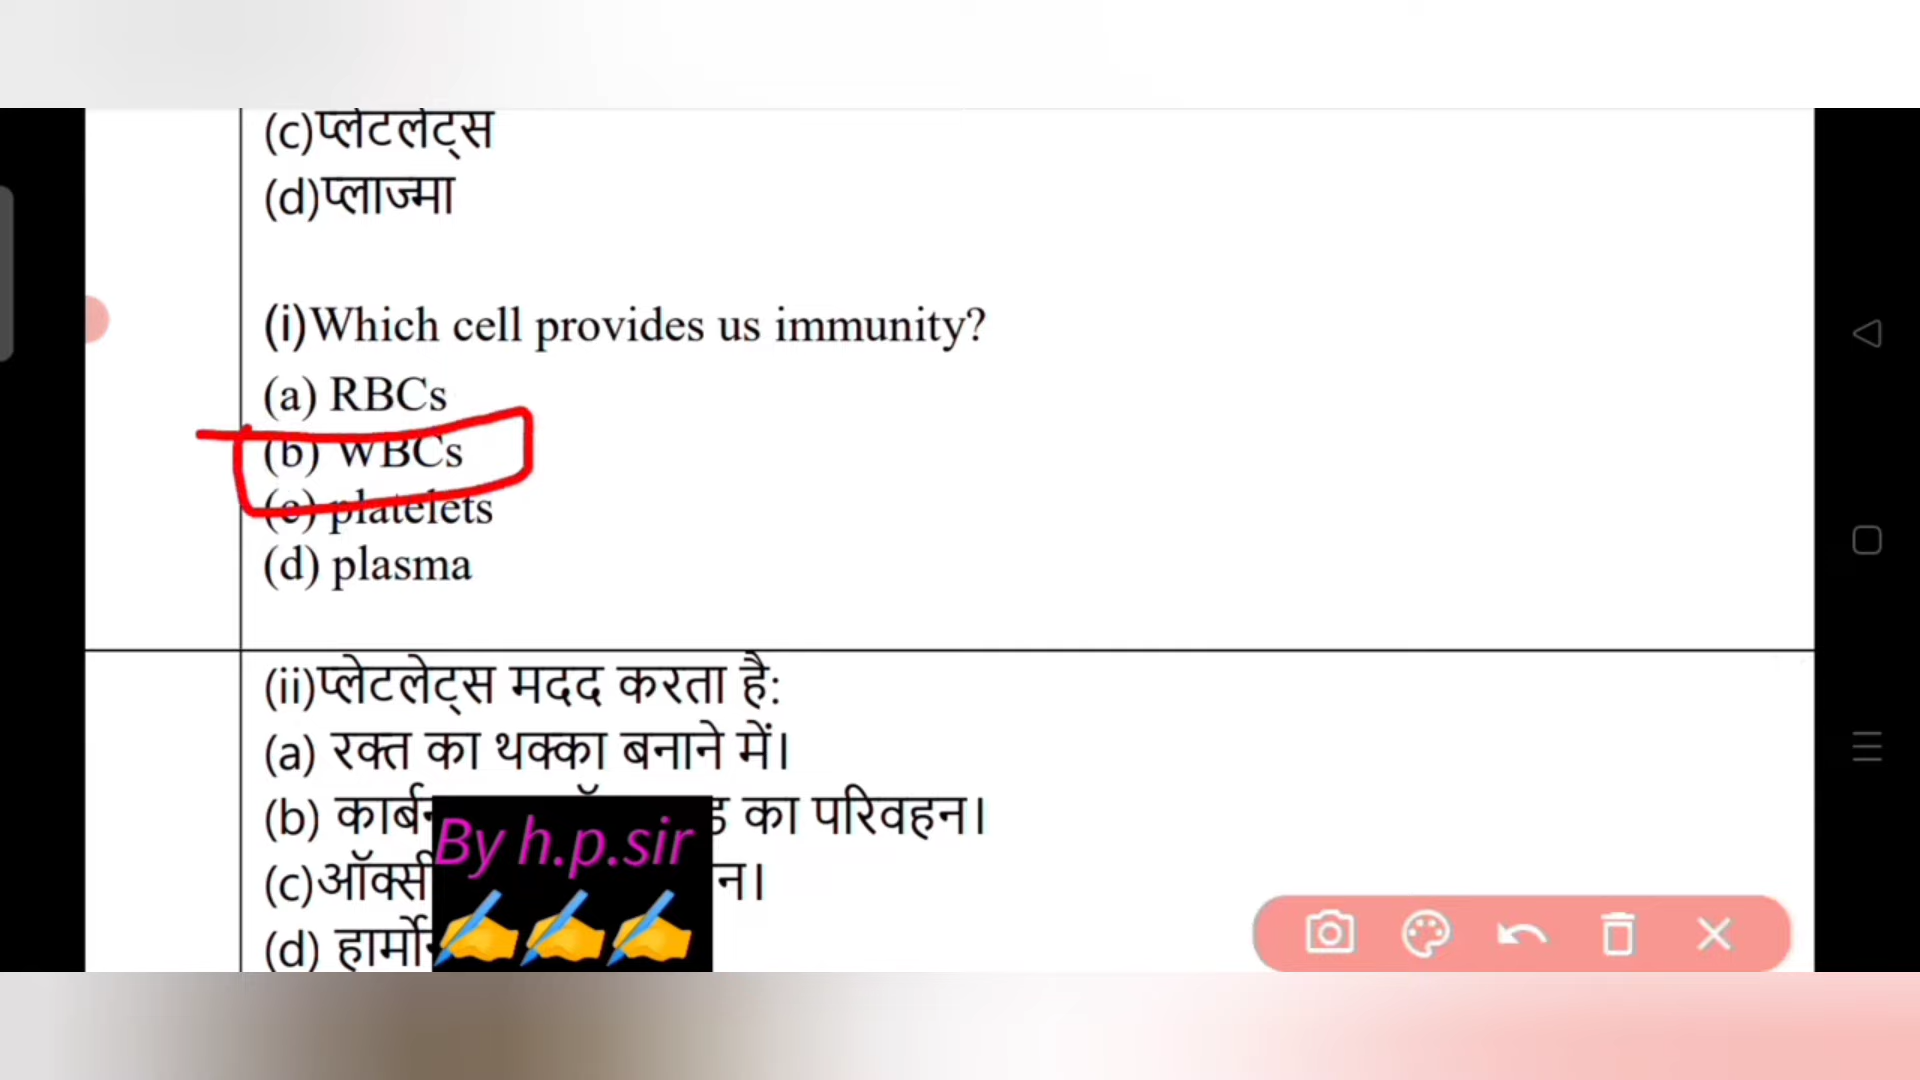 (c)प्लेटलेट्स
(d)प्लाज्मा
(i)Which cell provides us immunity?
(a) RBCs
(b) WBCs
(c) platelets
(d) plasma
(ii)प्लेटलेट्स मदद करता है:
(a) रक्त का थक्का बनाने में।
(b) का परिवहन।
(c)
(d)
By h.p.sir